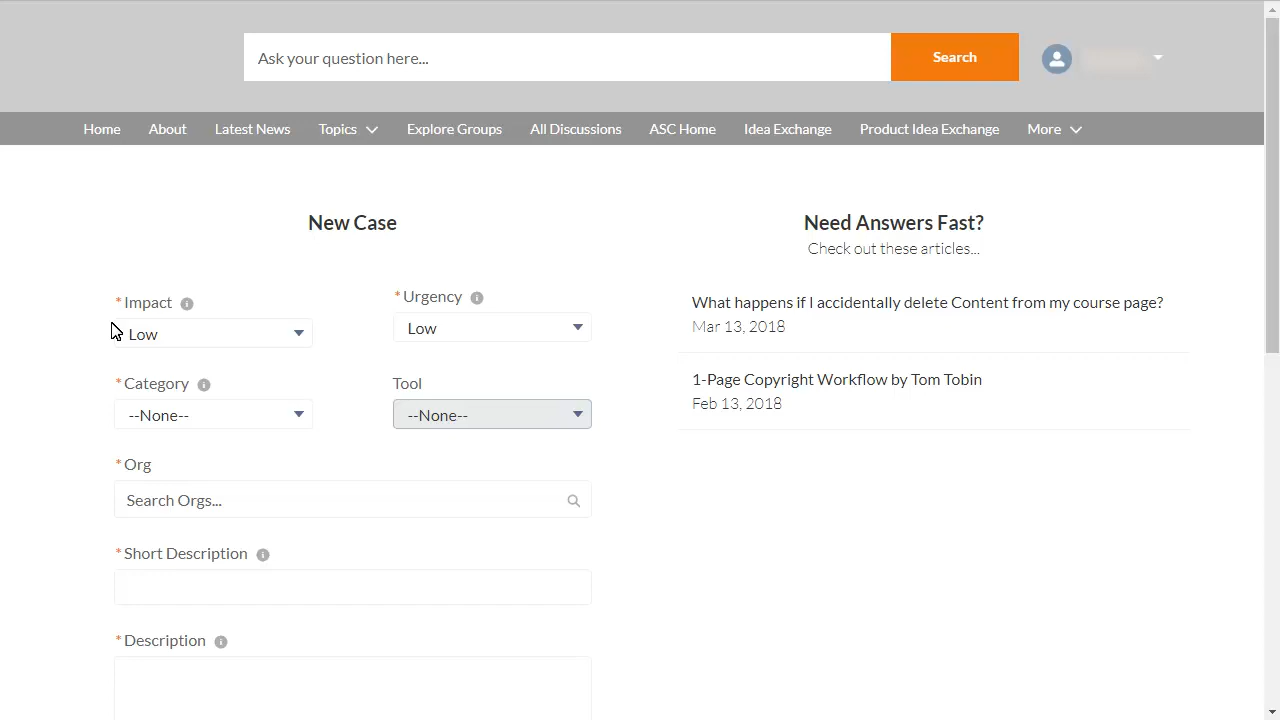 Ask your question here...
Search
Home About Latest News Topics Explore Groups All Discussions ASC Home Idea Exchange Product Idea Exchange More
New Case
* Impact
Low
* Urgency
Low
* Category
--None--
Tool
--None--
* Org
Search Orgs...
* Short Description
* Description
Need Answers Fast?
Check out these articles...
What happens if I accidentally delete Content from my course page?
Mar 13, 2018
1-Page Copyright Workflow by Tom Tobin
Feb 13, 2018